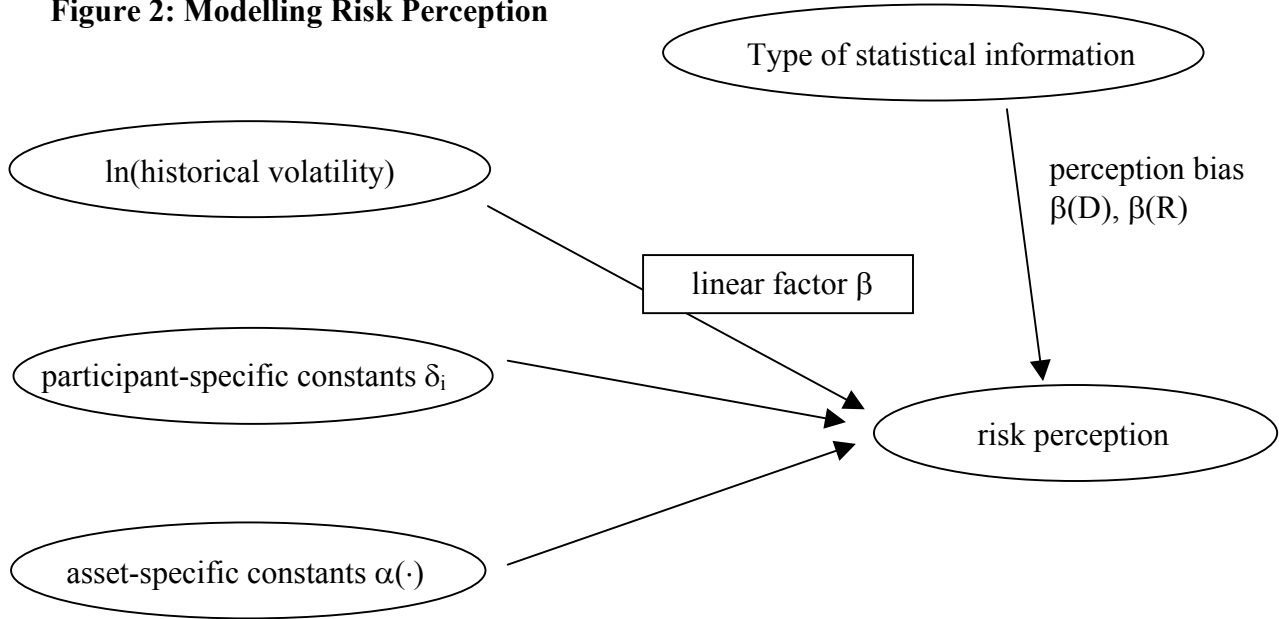 Figure 2: Modelling Risk Perception
Type of statistical information
ln(historical volatility)
perception bias
β(D), β(R)
linear factor β
participant-specific constants δi
risk perception
asset-specific constants α(·)